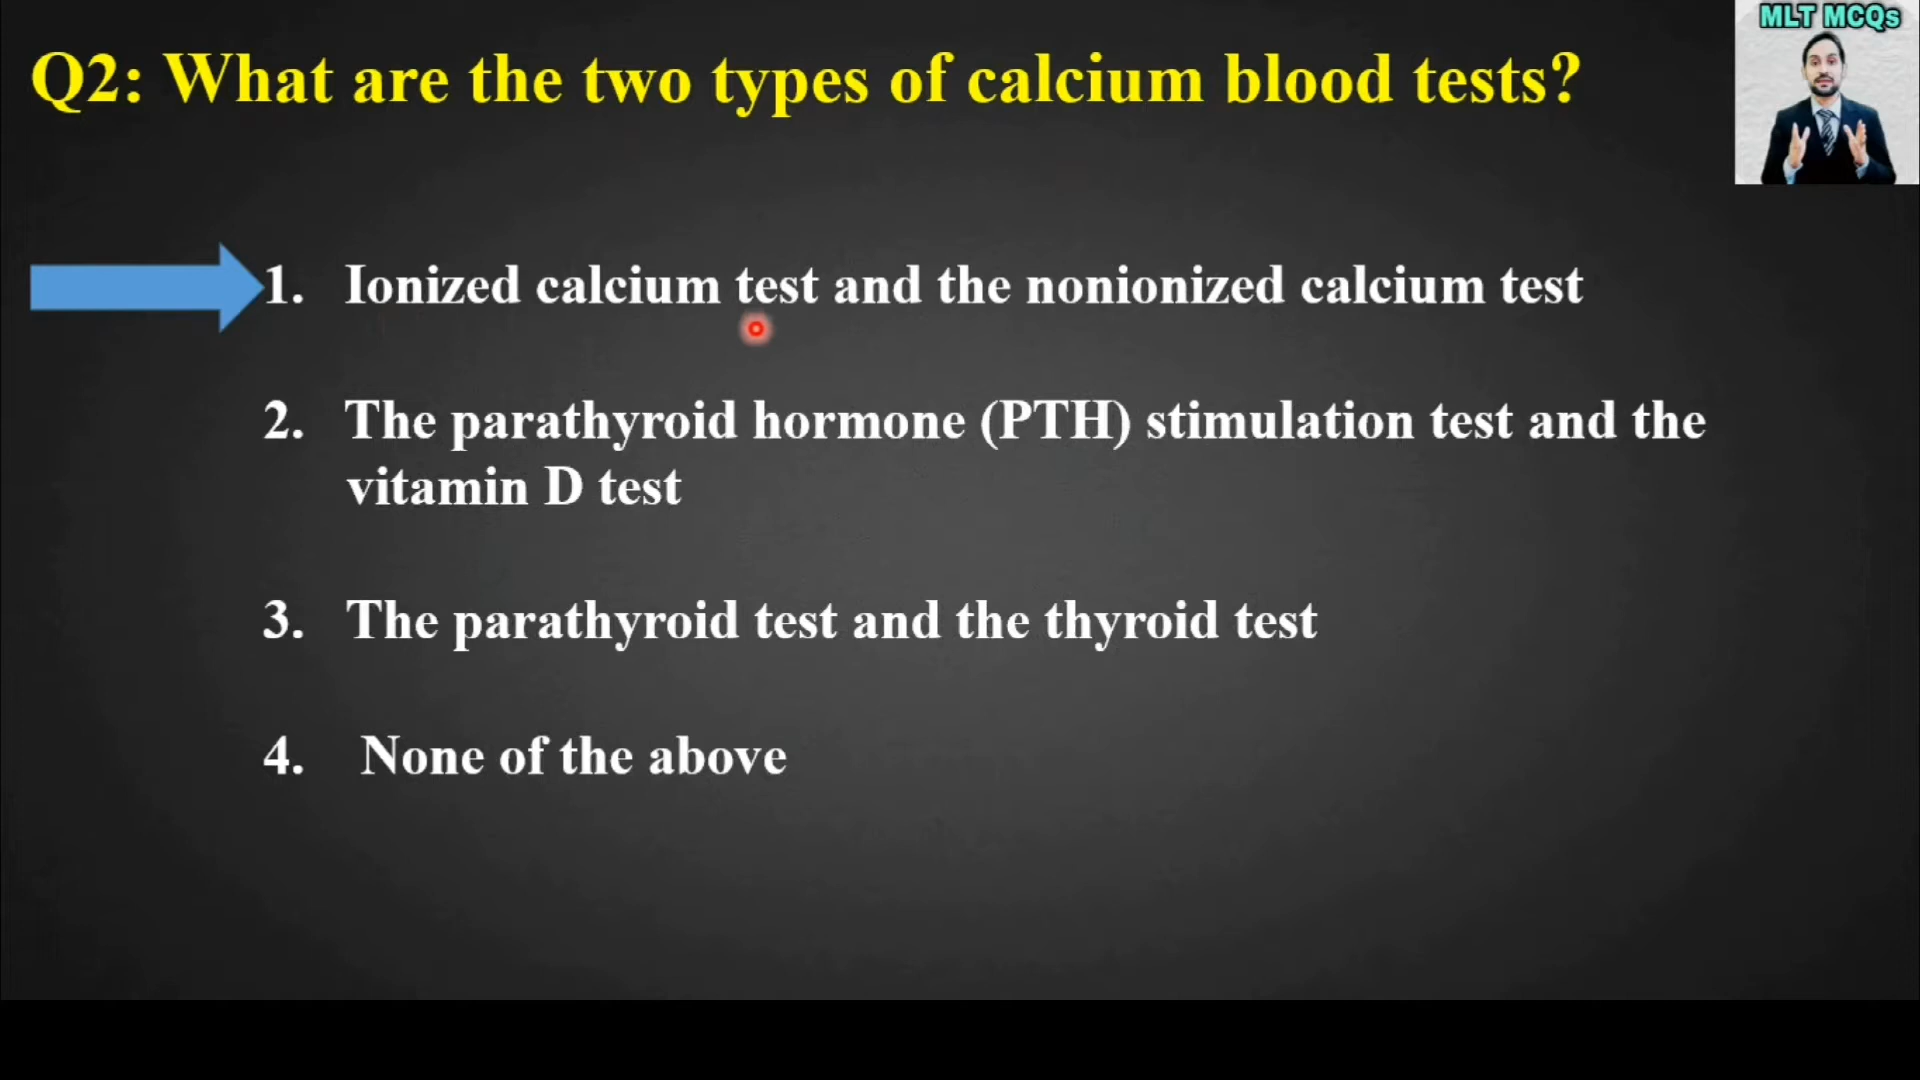 MLT MCQs
Q2: What are the two types of calcium blood tests?
1. Ionized calcium test and the nonionized calcium test
2. The parathyroid hormone (PTH) stimulation test and the
vitamin D test
3. The parathyroid test and the thyroid test
4. None of the above